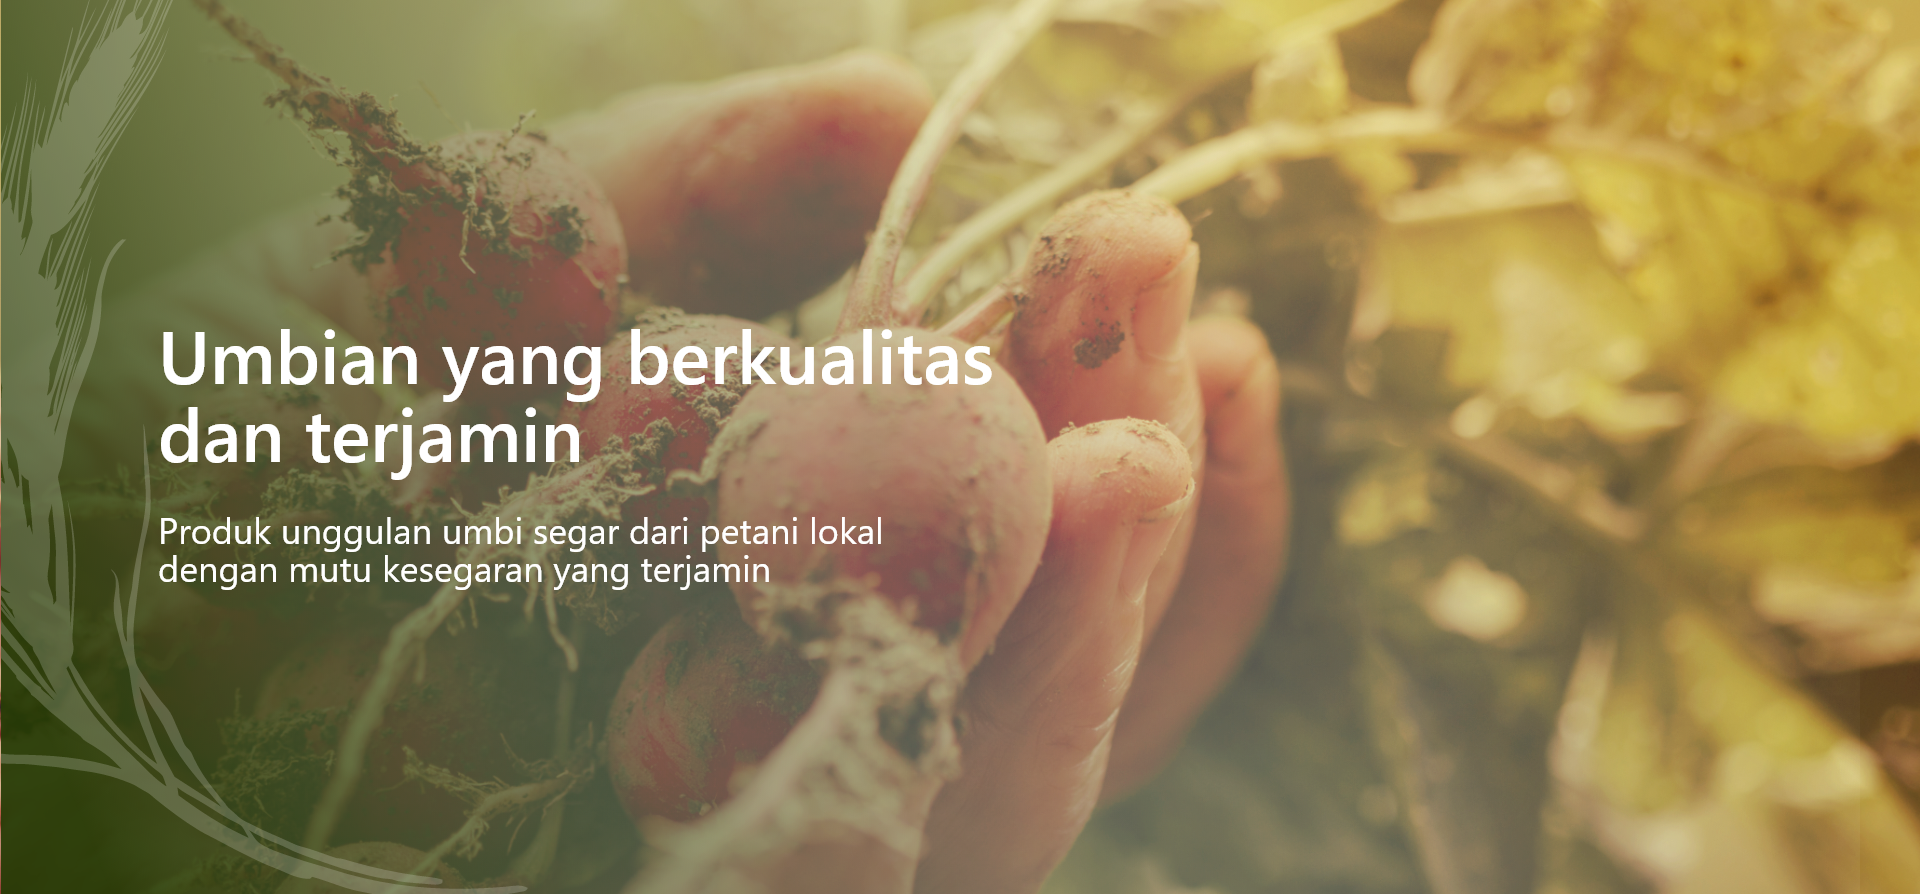 Umbian yang berkualitas
dan terjamin
Produk unggulan umbi segar dari petani lokal
dengan mutu kesegaran yang terjamin